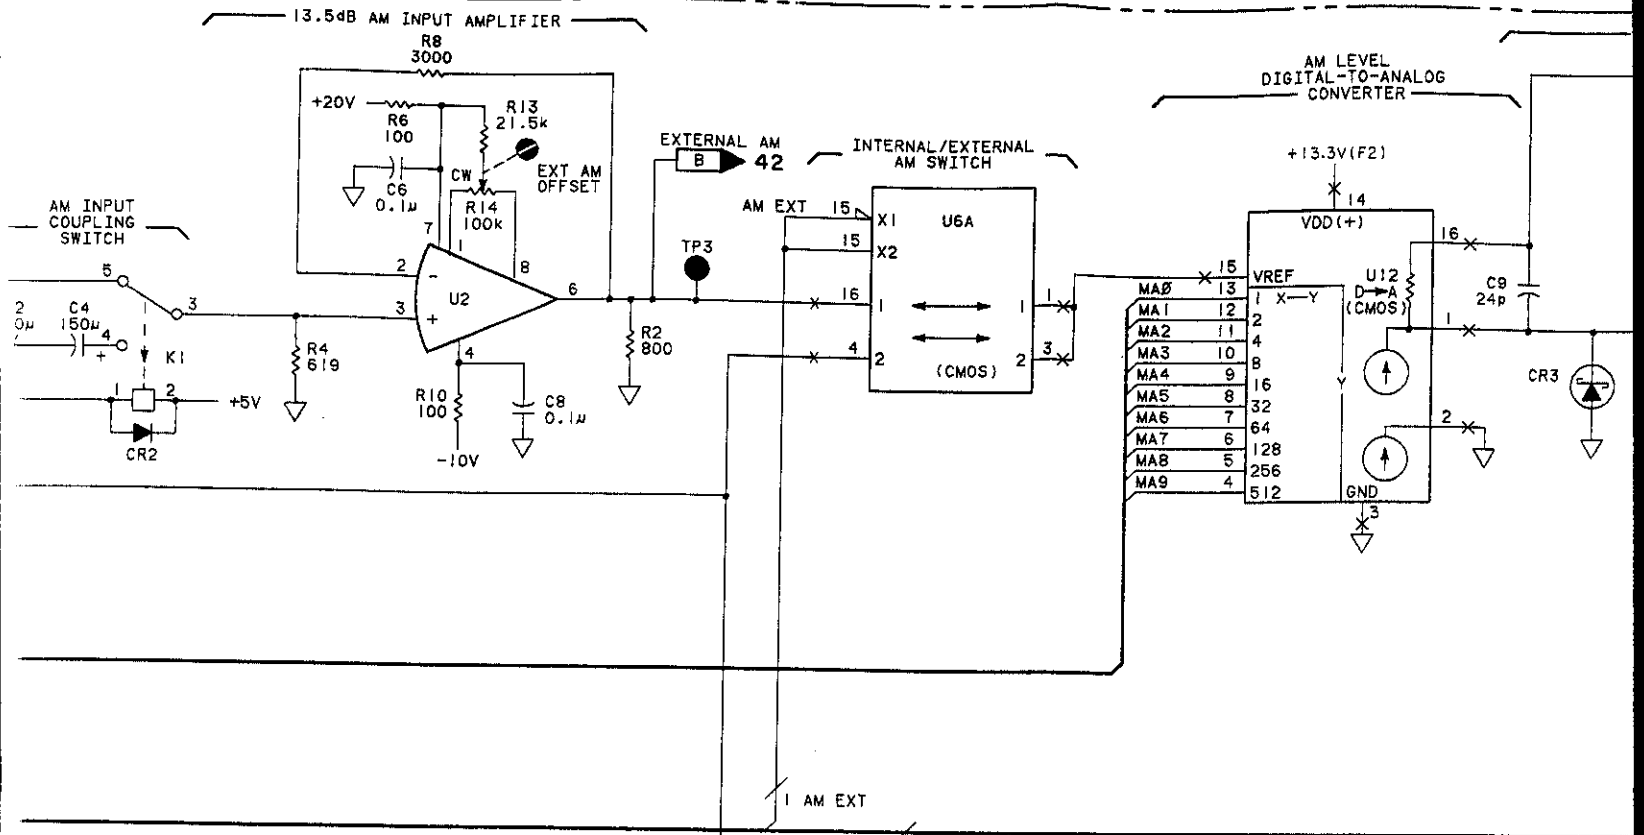 13.5dB AM INPUT AMPLIFIER
R8
3000
+20V
R6
100
R13
21.5k
C6
0.1µ
CW
R14
100k
EXT AM
OFFSET
EXTERNAL AM
B 42
INTERNAL/EXTERNAL
AM SWITCH
AM LEVEL
DIGITAL-TO-ANALOG
CONVERTER
+13.3V(F2)
AM INPUT
COUPLING
SWITCH
5
3
2
0µ
C4
150µ
4
+
K1
1
2
+5V
CR2
R4
619
7
1
8
2
-
3
+
U2
6
4
R10
100
-10V
C8
0.1µ
TP3
R2
800
AM EXT
15
X1
U6A
15
X2
16
1
1
4
2
2
3
(CMOS)
14
VDD(+)
15
VREF
X—Y
Y
U12
D→A
(CMOS)
MAØ 13 1
MA1 12 2
MA2 11 4
MA3 10 8
MA4 9 16
MA5 8 32
MA6 7 64
MA7 6 128
MA8 5 256
MA9 4 512
GND
3
16
1
2
C9
24p
CR3
1 AM EXT